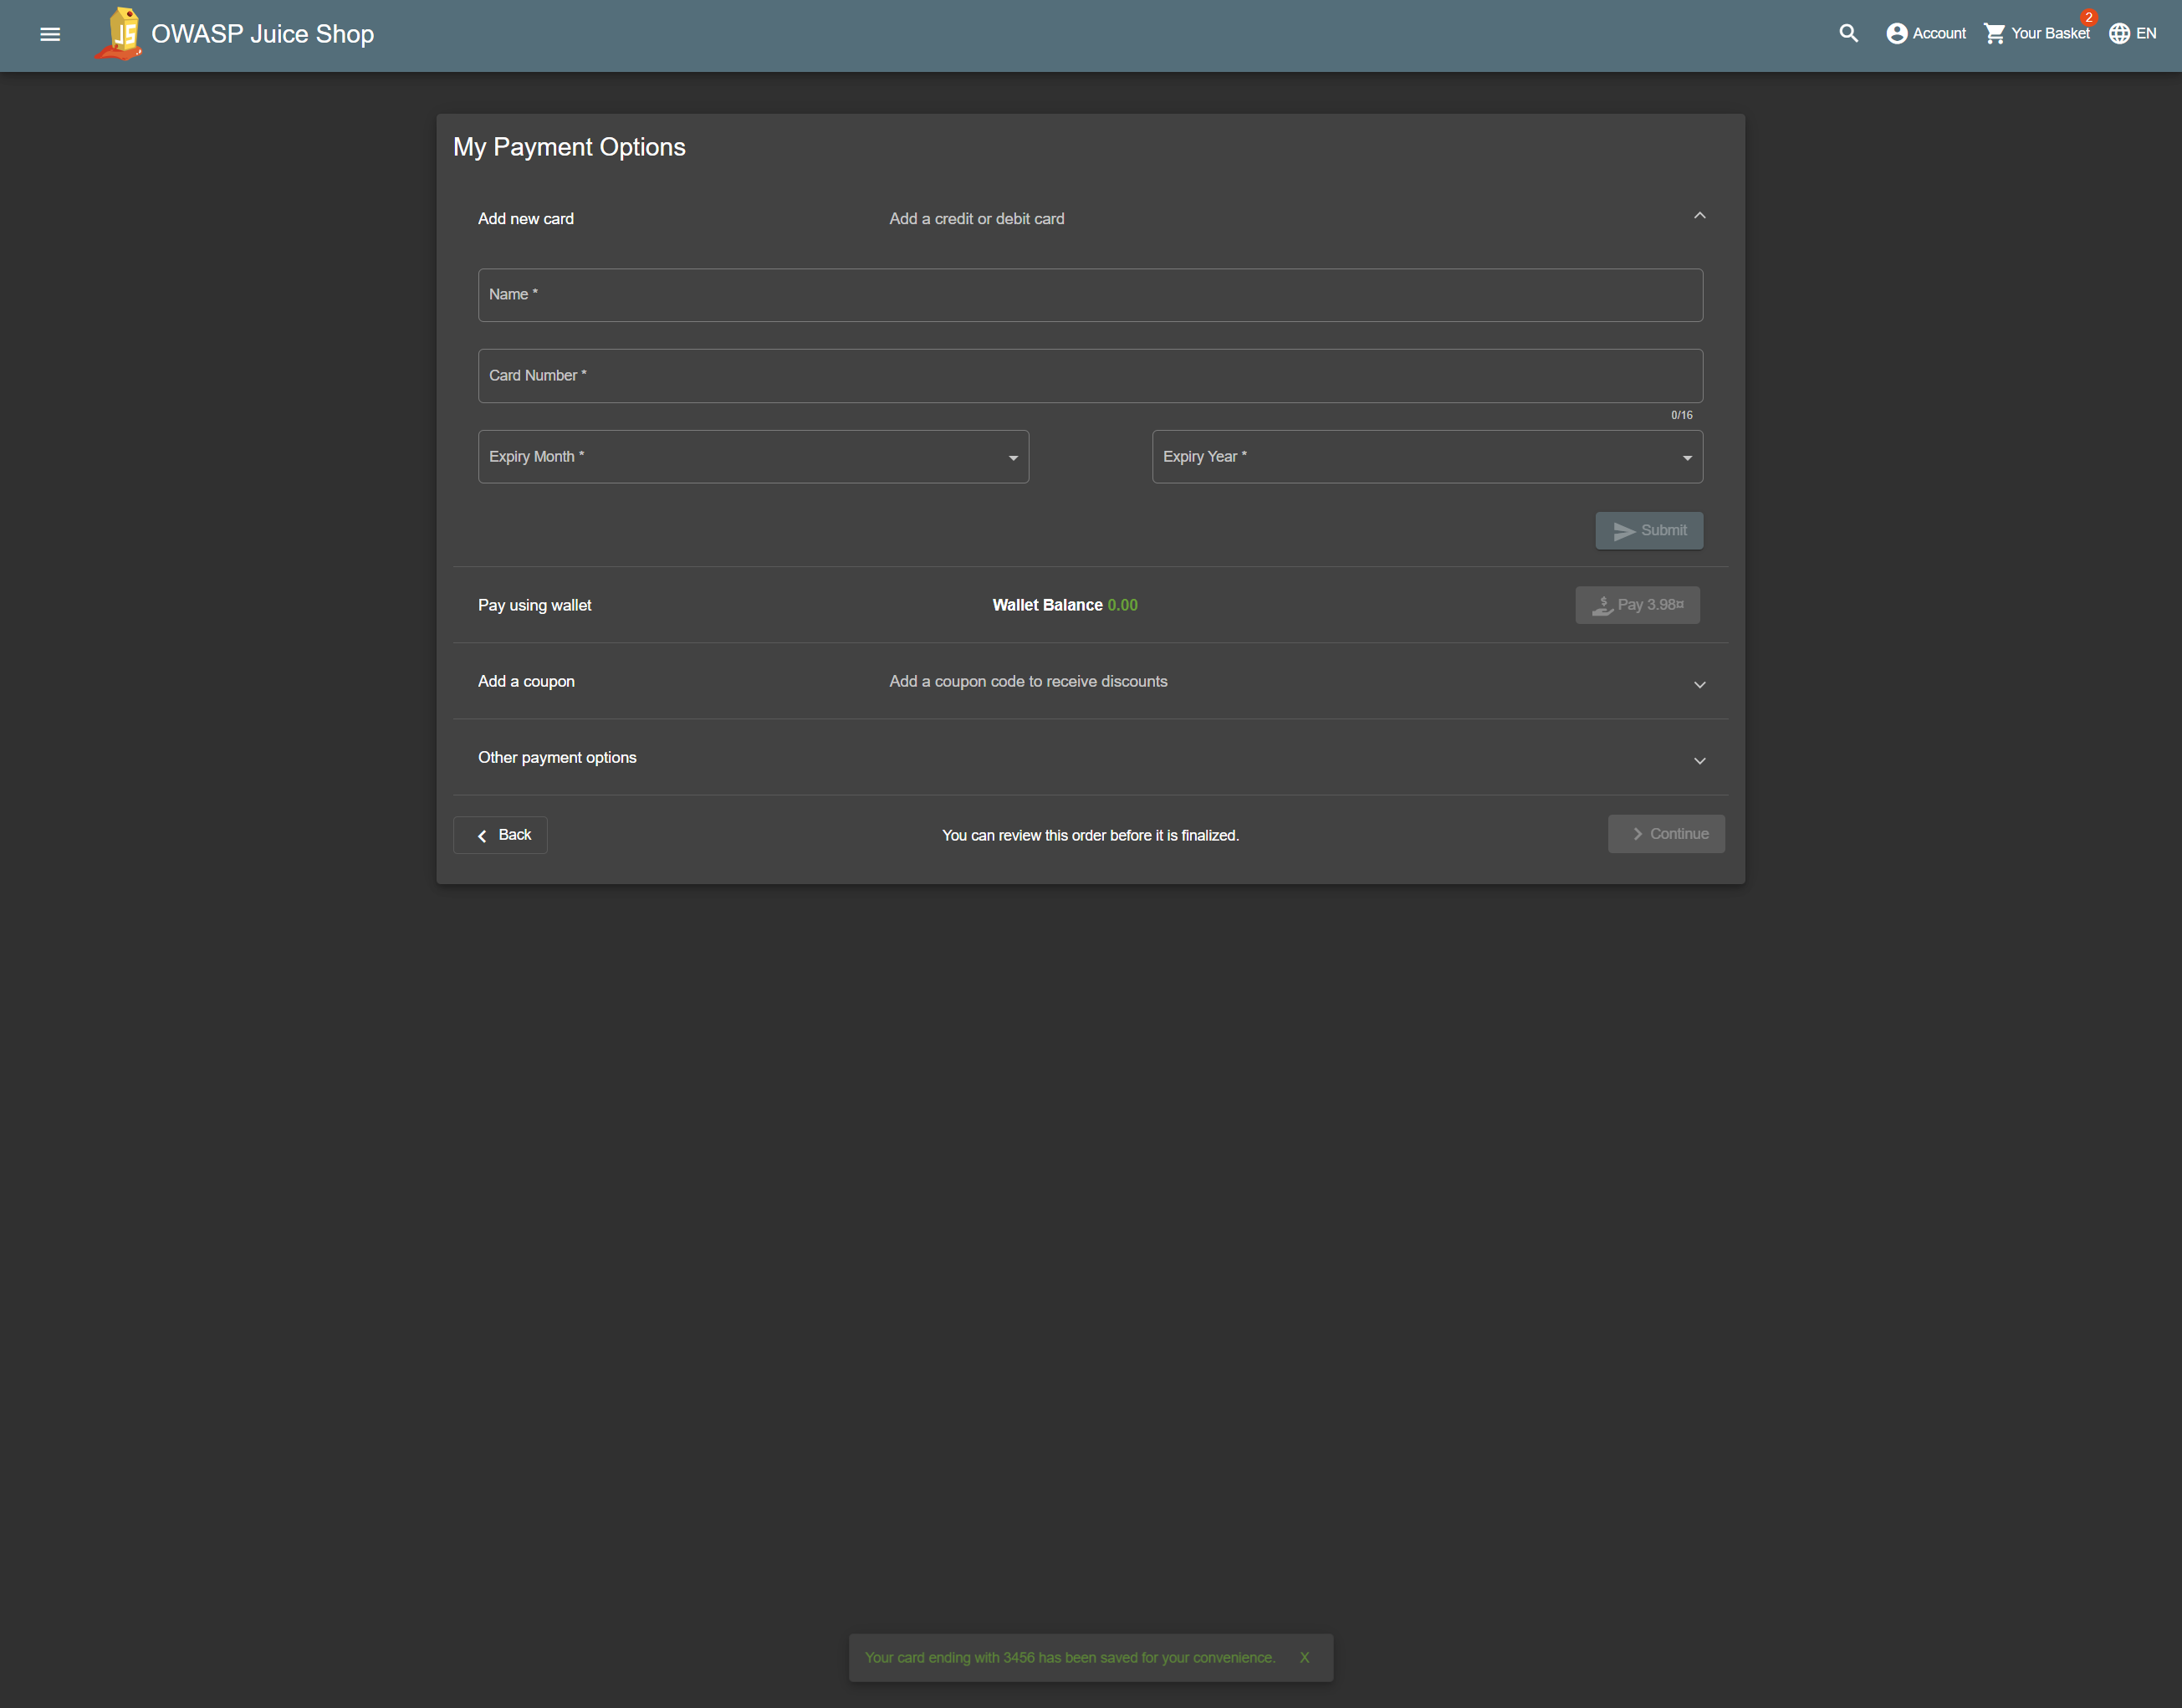 OWASP Juice Shop
Account
Your Basket
2
EN
My Payment Options
Add new card
Add a credit or debit card
Name *
Card Number *
0/16
Expiry Month *
Expiry Year *
Submit
Pay using wallet
Wallet Balance 0.00
Pay 3.98¤
Add a coupon
Add a coupon code to receive discounts
Other payment options
Back
You can review this order before it is finalized.
Continue
Your card ending with 3456 has been saved for your convenience.
X